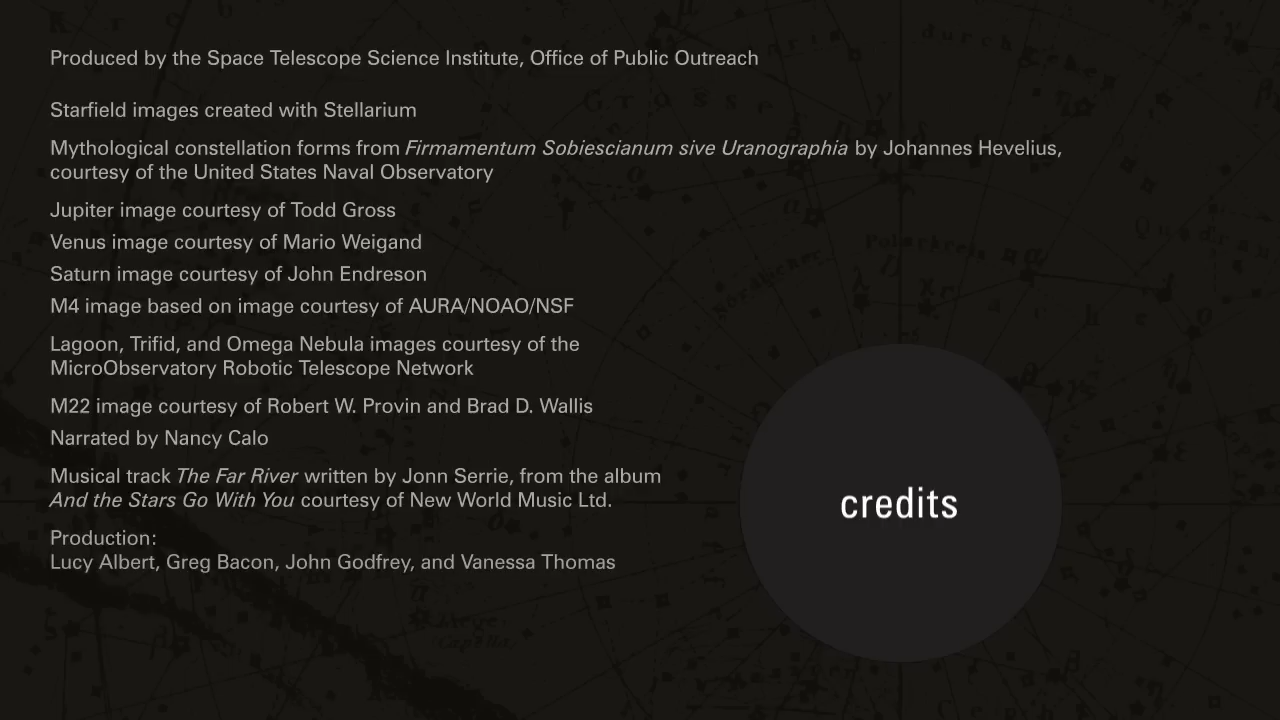 Produced by the Space Telescope Science Institute, Office of Public Outreach
Starfield images created with Stellarium
Mythological constellation forms from Firmamentum Sobiescianum sive Uranographia by Johannes Hevelius,
courtesy of the United States Naval Observatory
Jupiter image courtesy of Todd Gross
Venus image courtesy of Mario Weigand
Saturn image courtesy of John Endreson
M4 image based on image courtesy of AURA/NOAO/NSF
Lagoon, Trifid, and Omega Nebula images courtesy of the
MicroObservatory Robotic Telescope Network
M22 image courtesy of Robert W. Provin and Brad D. Wallis
Narrated by Nancy Calo
Musical track The Far River written by Jonn Serrie, from the album
And the Stars Go With You courtesy of New World Music Ltd.
Production:
Lucy Albert, Greg Bacon, John Godfrey, and Vanessa Thomas
credits